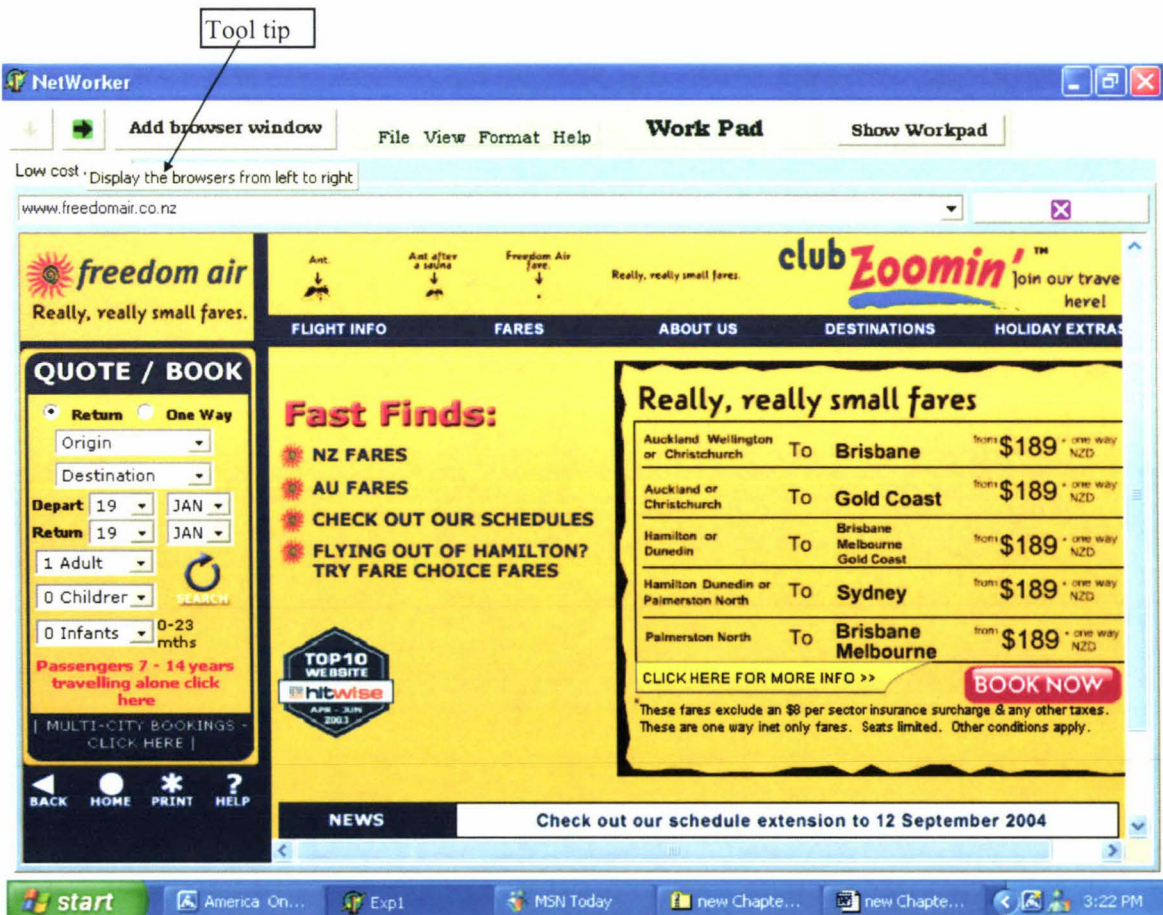 Tool tip
NetWorker
Add browser window
File View Format Help
Work Pad
Show Workpad
Low cost
Display the browsers from left to right
www.freedomair.co.nz
freedom air
Really, really small fares.
Ant.
Ant after
a sauna
Freedom Air
fare.
Really, really small fares.
club Zoomin'™
Join our trave
here!
FLIGHT INFO FARES ABOUT US DESTINATIONS HOLIDAY EXTRAS
QUOTE / BOOK
Return One Way
Origin
Destination
Depart 19 JAN
Return 19 JAN
1 Adult
0 Childrer
SEARCH
0 Infants 0-23
mths
Passengers 7 - 14 years
travelling alone click
here
| MULTI-CITY BOOKINGS -
CLICK HERE |
BACK HOME PRINT HELP
Fast Finds:
NZ FARES
AU FARES
CHECK OUT OUR SCHEDULES
FLYING OUT OF HAMILTON?
TRY FARE CHOICE FARES
TOP10
WEBSITE
hitwise
APR - JUN
2003
Really, really small fares
Auckland Wellington
or Christchurch To Brisbane from $189 * one way
NZD
Auckland or
Christchurch To Gold Coast from $189 * one way
NZD
Hamilton or
Dunedin To Brisbane
Melbourne
Gold Coast from $189 * one way
NZD
Hamilton Dunedin or
Palmerston North To Sydney from $189 * one way
NZD
Palmerston North To Brisbane
Melbourne from $189 * one way
NZD
CLICK HERE FOR MORE INFO >>
BOOK NOW
*These fares exclude an $8 per sector insurance surcharge & any other taxes.
These are one way inet only fares. Seats limited. Other conditions apply.
NEWS Check out our schedule extension to 12 September 2004
start America On... Exp1 MSN Today new Chapte... new Chapte... 3:22 PM